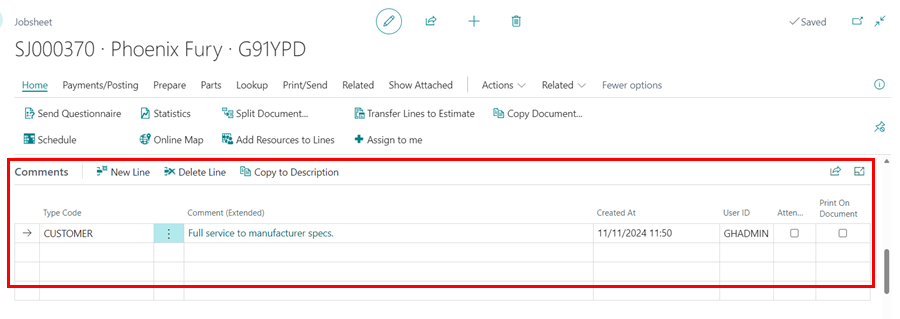 Jobsheet
Saved
SJ000370 · Phoenix Fury · G91YPD
Home Payments/Posting Prepare Parts Lookup Print/Send Related Show Attached Actions Related Fewer options
Send Questionnaire Statistics Split Document... Transfer Lines to Estimate Copy Document...
Schedule Online Map Add Resources to Lines Assign to me
Comments New Line Delete Line Copy to Description
Type Code Comment (Extended) Created At User ID Atten... Print On Document
CUSTOMER Full service to manufacturer specs. 11/11/2024 11:50 GHADMIN